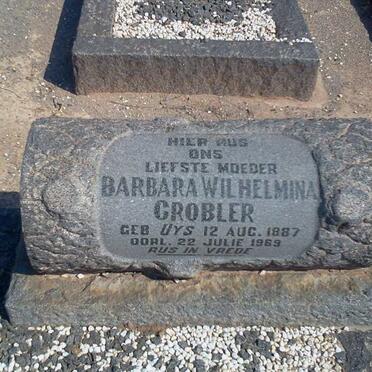 HIER RUS
ONS
LIEFSTE MOEDER
BARBARA WILHELMINA
GROBLER
GEB UYS 12 AUG. 1887
OORL. 22 JULIE 1969
RUS IN VREDE